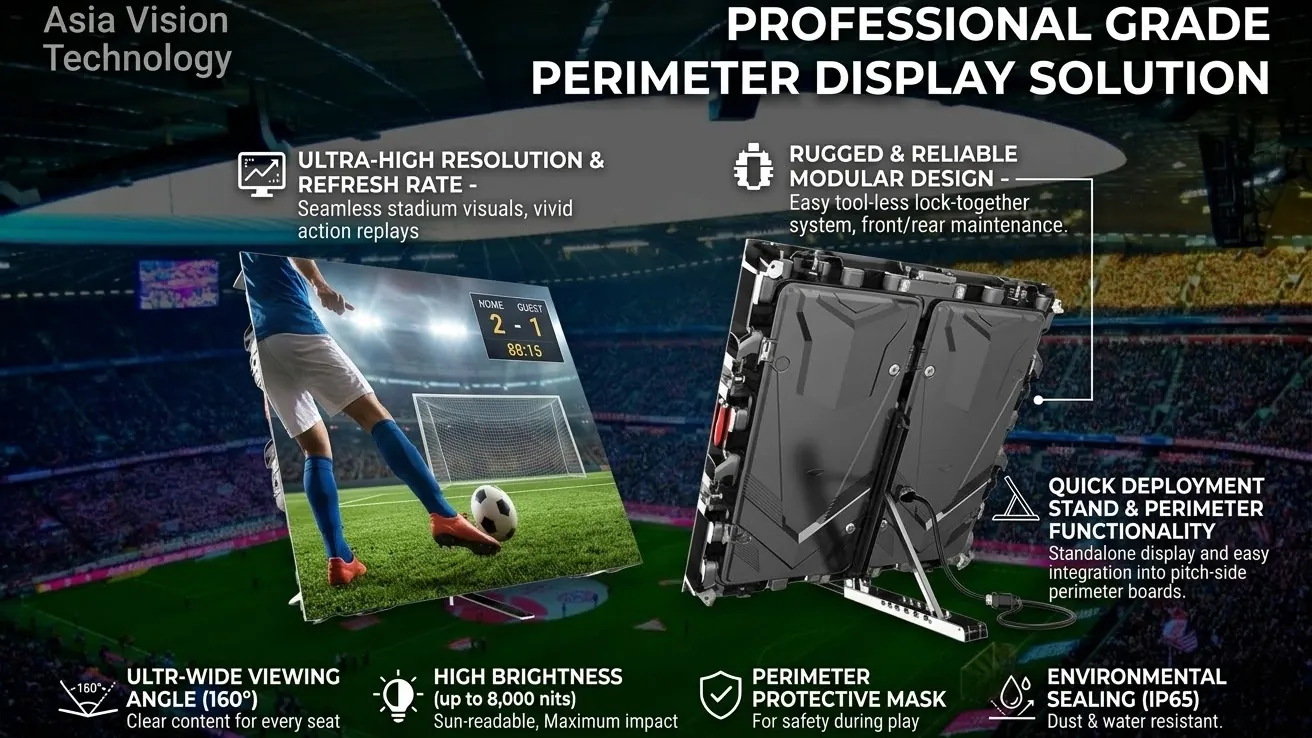 Asia Vision
Technology
PROFESSIONAL GRADE
PERIMETER DISPLAY SOLUTION
ULTRA-HIGH RESOLUTION &
REFRESH RATE -
Seamless stadium visuals, vivid
action replays
RUGGED & RELIABLE
MODULAR DESIGN -
Easy tool-less lock-together
system, front/rear maintenance.
HOME GUEST
2 - 1
88:15
QUICK DEPLOYMENT
STAND & PERIMETER
FUNCTIONALITY
Standalone display and easy
integration into pitch-side
perimeter boards.
160°
ULTR-WIDE VIEWING
ANGLE (160°)
Clear content for every seat
HIGH BRIGHTNESS
(up to 8,000 nits)
Sun-readable, Maximum impact
PERIMETER
PROTECTIVE MASK
For safety during play
ENVIRONMENTAL
SEALING (IP65)
Dust & water resistant.